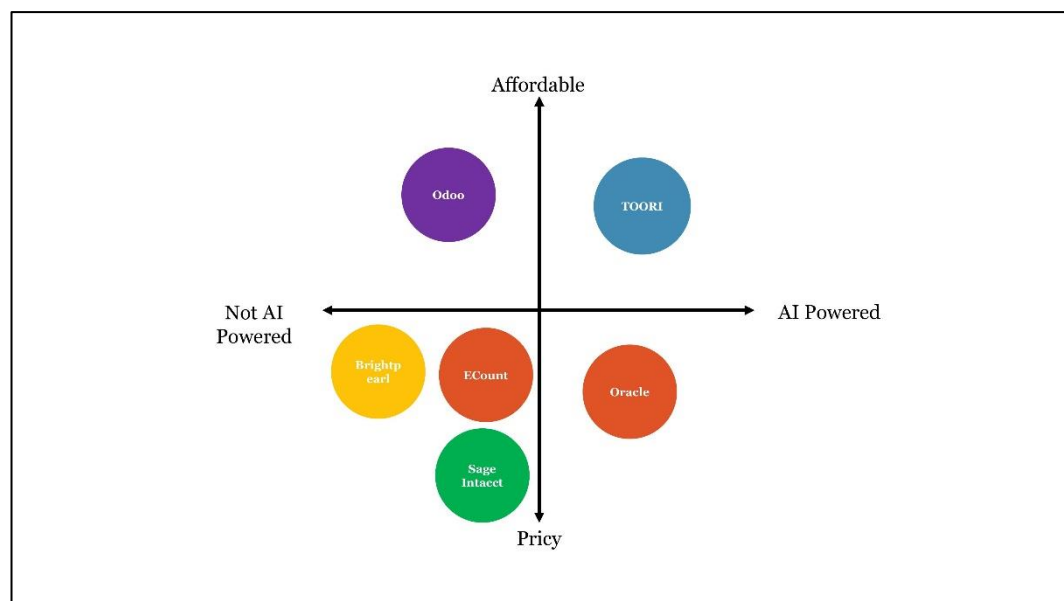 Affordable
Odoo
TOORI
Not AI
Powered
AI Powered
Brightp
earl
ECount
Oracle
Sage
Intacct
Pricy